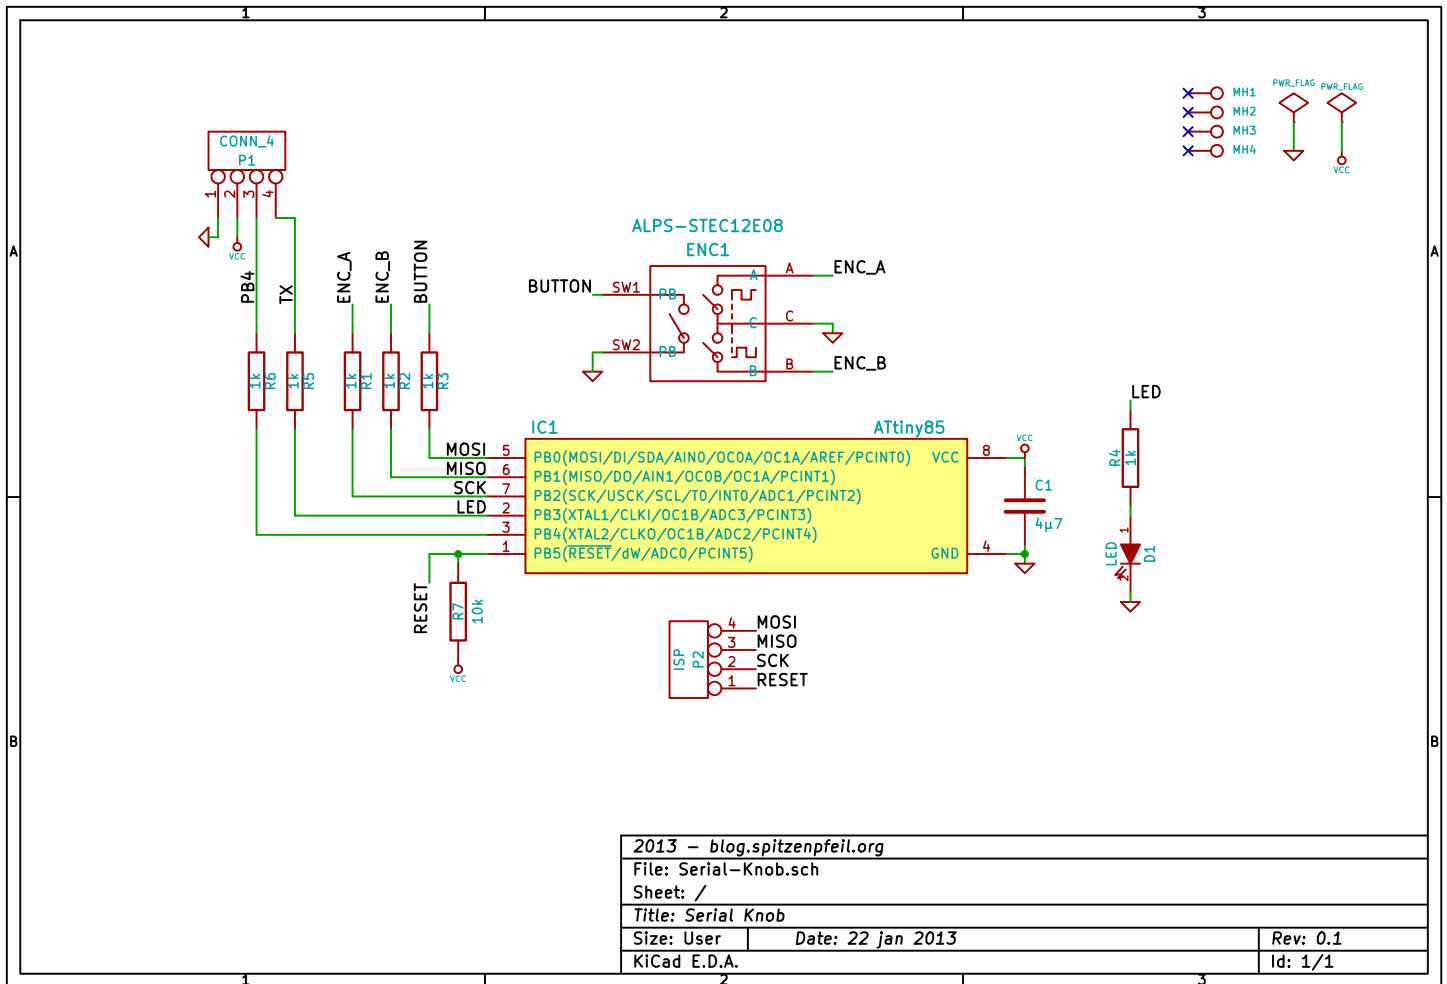 1 2 3
MH1
MH2
MH3
MH4
PWR_FLAG PWR_FLAG
VCC
CONN_4
P1
1 2 3 4
VCC
A A
PB4 TX ENC_A ENC_B BUTTON
ALPS-STEC12E08
ENC1
BUTTON SW1 PB A A ENC_A
C C
SW2 PB B B ENC_B
1k R6 1k R5 1k R1 1k R2 1k R3
LED
R4 1k
1
LED D1
2
IC1 ATtiny85
MOSI 5 PB0(MOSI/DI/SDA/AIN0/OC0A/OC1A/AREF/PCINT0) VCC 8 VCC
MISO 6 PB1(MISO/DO/AIN1/OC0B/OC1A/PCINT1)
SCK 7 PB2(SCK/USCK/SCL/T0/INT0/ADC1/PCINT2)
LED 2 PB3(XTAL1/CLKI/OC1B/ADC3/PCINT3)
3 PB4(XTAL2/CLKO/OC1B/ADC2/PCINT4)
1 PB5(RESET/dW/ADC0/PCINT5) GND 4
C1
4µ7
RESET R7 10k
VCC
ISP P2
4 MOSI
3 MISO
2 SCK
1 RESET
B B
2013 - blog.spitzenpfeil.org
File: Serial-Knob.sch
Sheet: /
Title: Serial Knob
Size: User Date: 22 jan 2013 Rev: 0.1
KiCad E.D.A. Id: 1/1
1 2 3